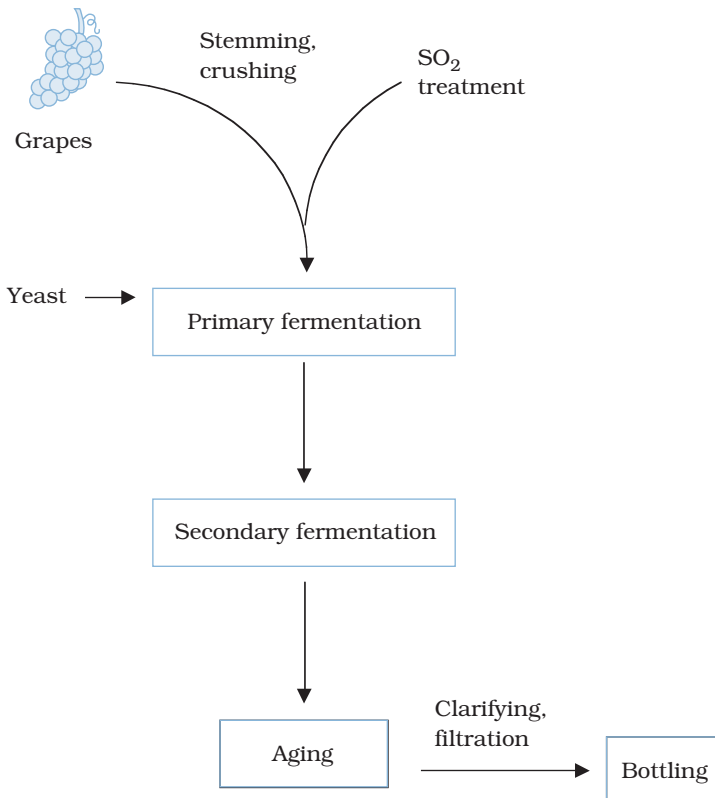 Stemming,
crushing
SO₂
treatment
Grapes
Yeast
Primary fermentation
Secondary fermentation
Aging
Clarifying,
filtration
Bottling